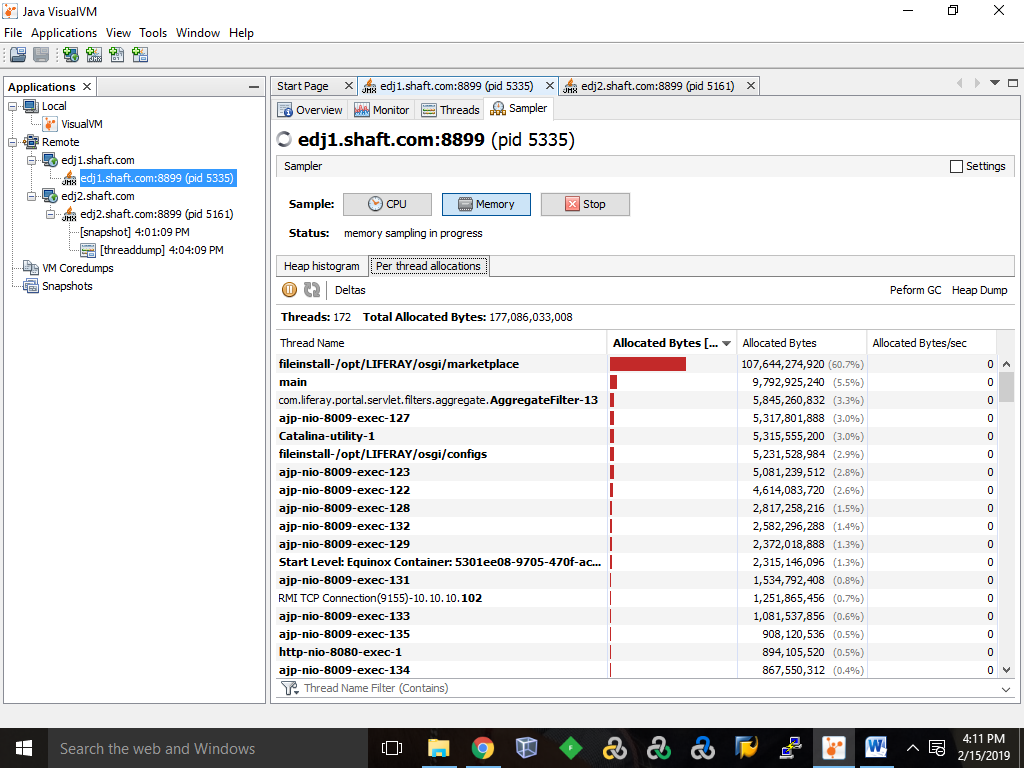 Java VisualVM
File Applications View Tools Window Help
Applications
Local
VisualVM
Remote
edj1.shaft.com
edj1.shaft.com:8899 (pid 5335)
edj2.shaft.com
edj2.shaft.com:8899 (pid 5161)
[snapshot] 4:01:09 PM
[threaddump] 4:04:09 PM
VM Coredumps
Snapshots
Start Page edj1.shaft.com:8899 (pid 5335) edj2.shaft.com:8899 (pid 5161)
Overview Monitor Threads Sampler
edj1.shaft.com:8899 (pid 5335)
Sampler Settings
Sample: CPU Memory Stop
Status: memory sampling in progress
Heap histogram Per thread allocations
Deltas Peform GC Heap Dump
Threads: 172 Total Allocated Bytes: 177,086,033,008
Thread Name Allocated Bytes [... Allocated Bytes Allocated Bytes/sec
fileinstall-/opt/LIFERAY/osgi/marketplace 107,644,274,920 (60.7%) 0
main 9,792,925,240 (5.5%) 0
com.liferay.portal.servlet.filters.aggregate.AggregateFilter-13 5,845,260,832 (3.3%) 0
ajp-nio-8009-exec-127 5,317,801,888 (3.0%) 0
Catalina-utility-1 5,315,555,200 (3.0%) 0
fileinstall-/opt/LIFERAY/osgi/configs 5,231,528,984 (2.9%) 0
ajp-nio-8009-exec-123 5,081,239,512 (2.8%) 0
ajp-nio-8009-exec-122 4,614,083,720 (2.6%) 0
ajp-nio-8009-exec-128 2,817,258,216 (1.5%) 0
ajp-nio-8009-exec-132 2,582,296,288 (1.4%) 0
ajp-nio-8009-exec-129 2,372,018,888 (1.3%) 0
Start Level: Equinox Container: 5301ee08-9705-470f-ac... 2,315,146,096 (1.3%) 0
ajp-nio-8009-exec-131 1,534,792,408 (0.8%) 0
RMI TCP Connection(9155)-10.10.10.102 1,251,865,456 (0.7%) 0
ajp-nio-8009-exec-133 1,081,537,856 (0.6%) 0
ajp-nio-8009-exec-135 908,120,536 (0.5%) 0
http-nio-8080-exec-1 894,105,520 (0.5%) 0
ajp-nio-8009-exec-134 867,550,312 (0.4%) 0
Thread Name Filter (Contains)
Search the web and Windows
4:11 PM
2/15/2019